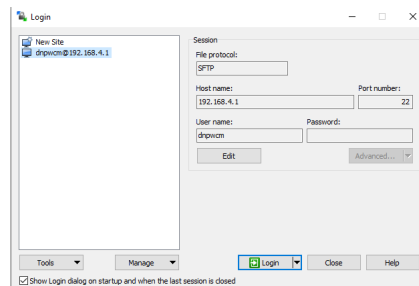 Login
New Site
dnpwcm@192.168.4.1
Session
File protocol:
SFTP
Host name:
Port number:
192.168.4.1
22
User name:
Password:
dnpwcm
Edit
Advanced...
Tools
Manage
Login
Close
Help
Show Login dialog on startup and when the last session is closed